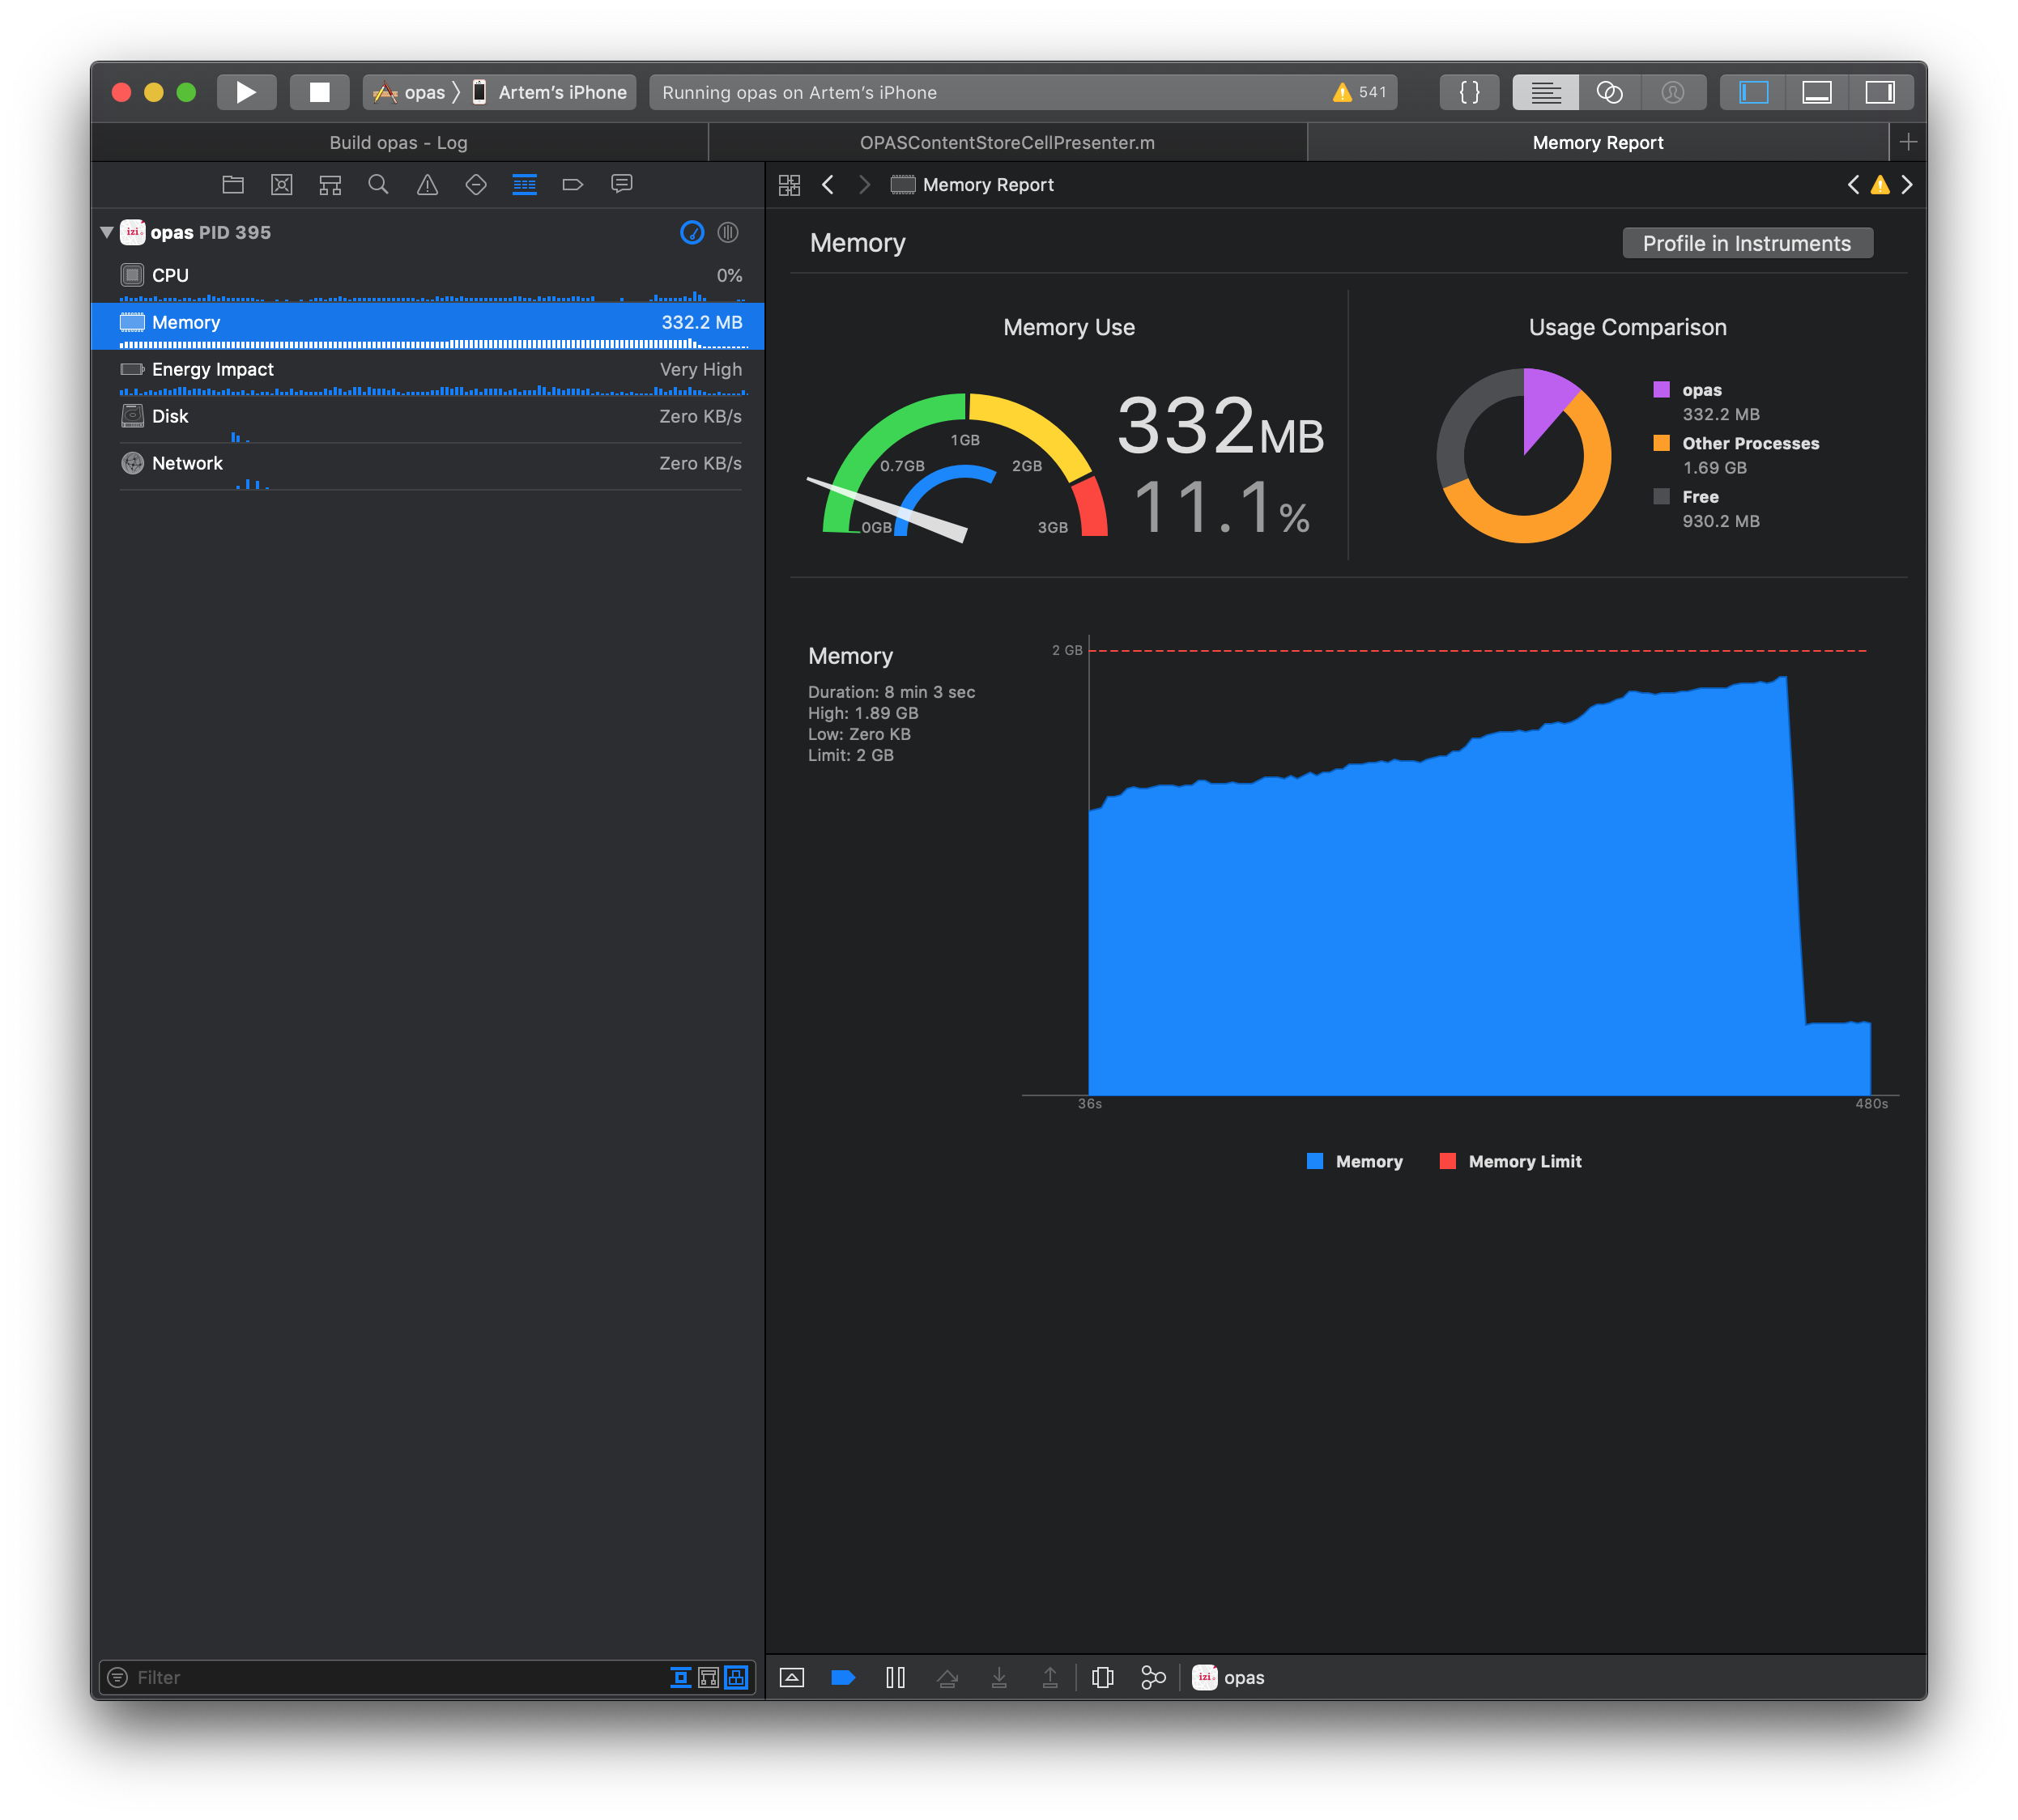 opas 〉 Artem's iPhone
Running opas on Artem's iPhone
541
Build opas - Log
OPASContentStoreCellPresenter.m
Memory Report
Memory Report
izi. opas PID 395
CPU 0%
Memory 332.2 MB
Energy Impact Very High
Disk Zero KB/s
Network Zero KB/s
Memory
Profile in Instruments
Memory Use
332MB
11.1%
0GB
0.7GB
1GB
2GB
3GB
Usage Comparison
opas
332.2 MB
Other Processes
1.69 GB
Free
930.2 MB
Memory
Duration: 8 min 3 sec
High: 1.89 GB
Low: Zero KB
Limit: 2 GB
2 GB
36s
480s
Memory
Memory Limit
Filter
izi. opas